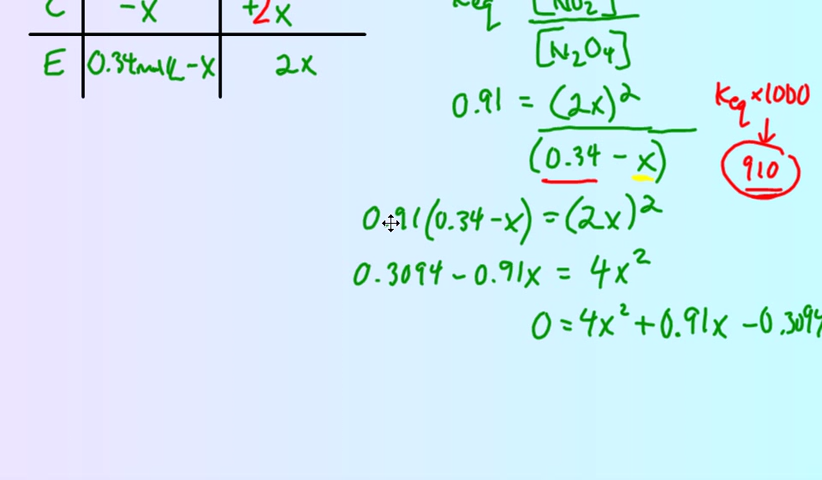 C -x +2x
Keq [NO₂]
[N₂O₄]
E 0.34mol/L-x 2x
0.91 = (2x)²
(0.34 - x)
Keq×1000
↓
910
0.91(0.34-x) = (2x)²
0.3094 - 0.91x = 4x²
0 = 4x² + 0.91x - 0.3094